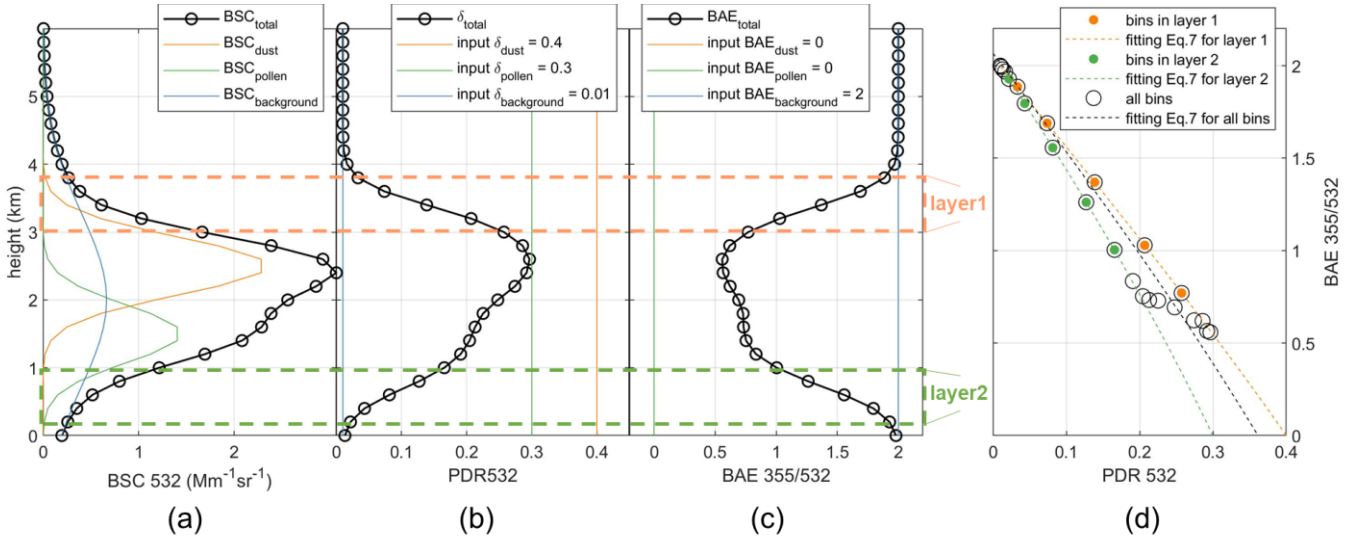 BSC_total
BSC_dust
BSC_pollen
BSC_background
δ_total
input δ_dust = 0.4
input δ_pollen = 0.3
input δ_background = 0.01
BAE_total
input BAE_dust = 0
input BAE_pollen = 0
input BAE_background = 2
bins in layer 1
fitting Eq.7 for layer 1
bins in layer 2
fitting Eq.7 for layer 2
all bins
fitting Eq.7 for all bins
height (km)
5
4
3
2
1
0
layer1
layer2
0 1 2
BSC 532 (Mm⁻¹sr⁻¹)
0 0.1 0.2 0.3 0.4
PDR532
0 0.5 1 1.5 2
BAE 355/532
2
1.5
1
0.5
0
BAE 355/532
0 0.1 0.2 0.3 0.4
PDR 532
(a)
(b)
(c)
(d)